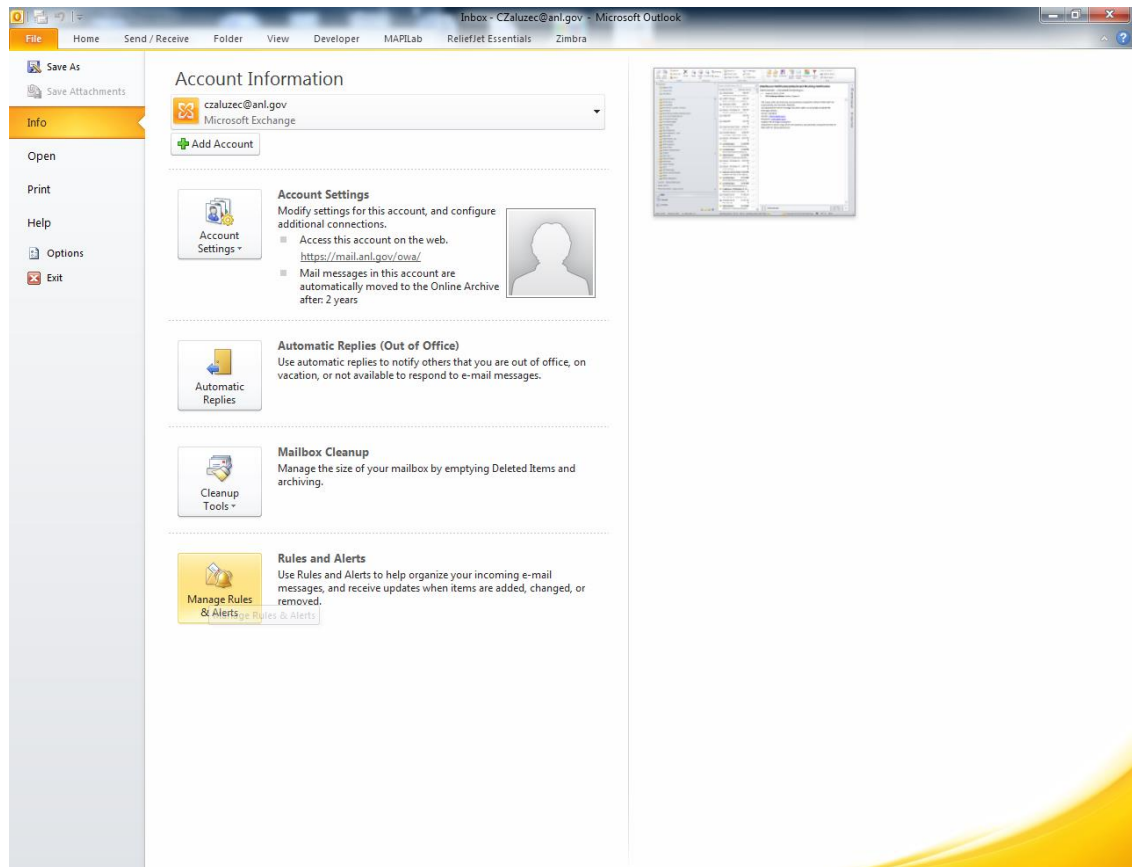 Inbox - CZaluzec@anl.gov - Microsoft Outlook
File Home Send / Receive Folder View Developer MAPILab ReliefJet Essentials Zimbra
Save As
Save Attachments
Info
Open
Print
Help
Options
Exit
Account Information
czaluzec@anl.gov
Microsoft Exchange
Add Account
Account Settings
Account Settings
Modify settings for this account, and configure
additional connections.
Access this account on the web.
https://mail.anl.gov/owa/
Mail messages in this account are
automatically moved to the Online Archive
after: 2 years
Automatic
Replies
Automatic Replies (Out of Office)
Use automatic replies to notify others that you are out of office, on
vacation, or not available to respond to e-mail messages.
Cleanup
Tools
Mailbox Cleanup
Manage the size of your mailbox by emptying Deleted Items and
archiving.
Manage Rules
& Alerts
Rules and Alerts
Use Rules and Alerts to help organize your incoming e-mail
messages, and receive updates when items are added, changed, or
removed.
Manage Rules & Alerts